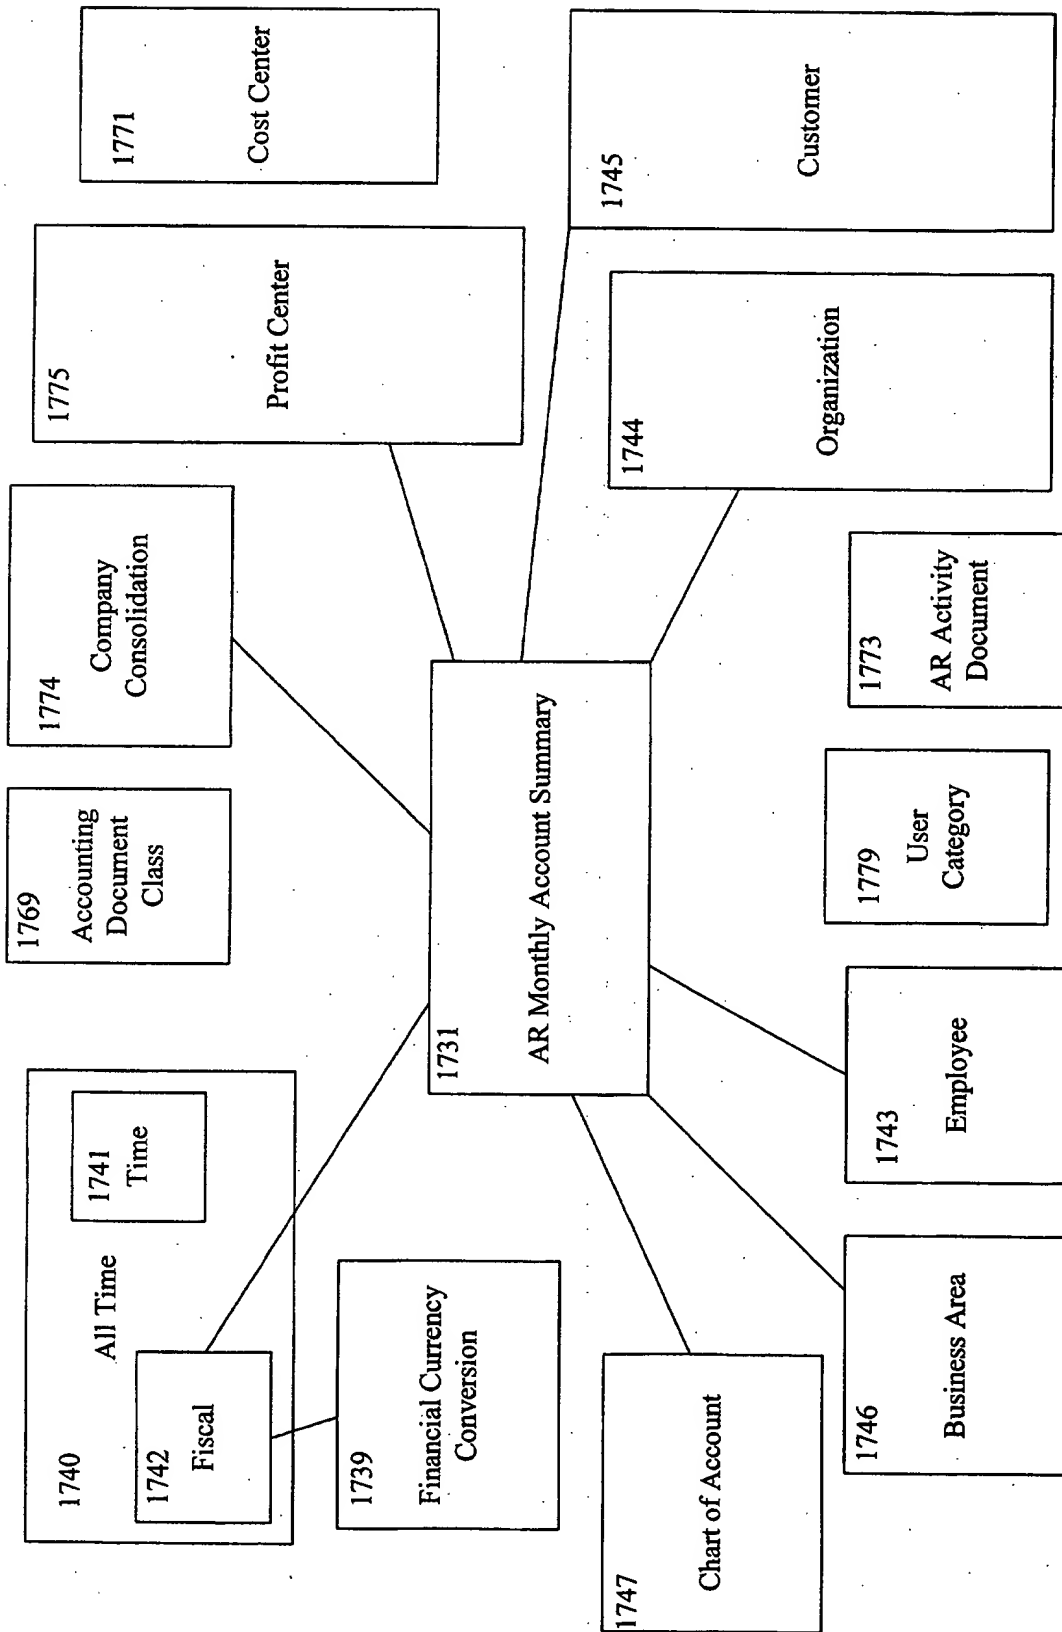 1740
All Time
1741
Time
1742
Fiscal
1769
Accounting
Document
Class
1774
Company
Consolidation
1775
Profit Center
1771
Cost Center
1739
Financial Currency
Conversion
1731
AR Monthly Account Summary
1747
Chart of Account
1746
Business Area
1743
Employee
1779
User
Category
1773
AR Activity
Document
1744
Organization
1745
Customer